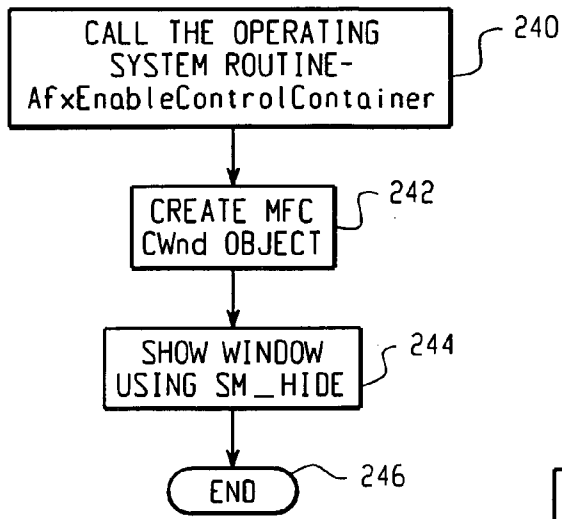 CALL THE OPERATING
SYSTEM ROUTINE-
AfxEnableControlContainer
240
CREATE MFC
CWnd OBJECT
242
SHOW WINDOW
USING SM_HIDE
244
END
246